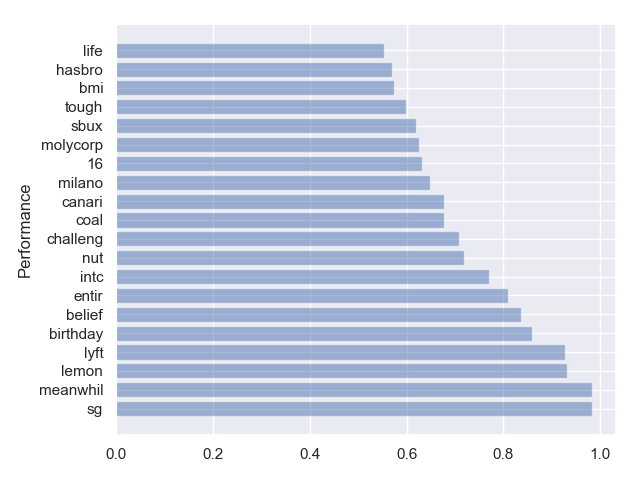 life
hasbro
bmi
tough
sbux
molycorp
16
milano
canari
coal
challeng
nut
intc
entir
belief
birthday
lyft
lemon
meanwhil
sg
Performance
0.0 0.2 0.4 0.6 0.8 1.0